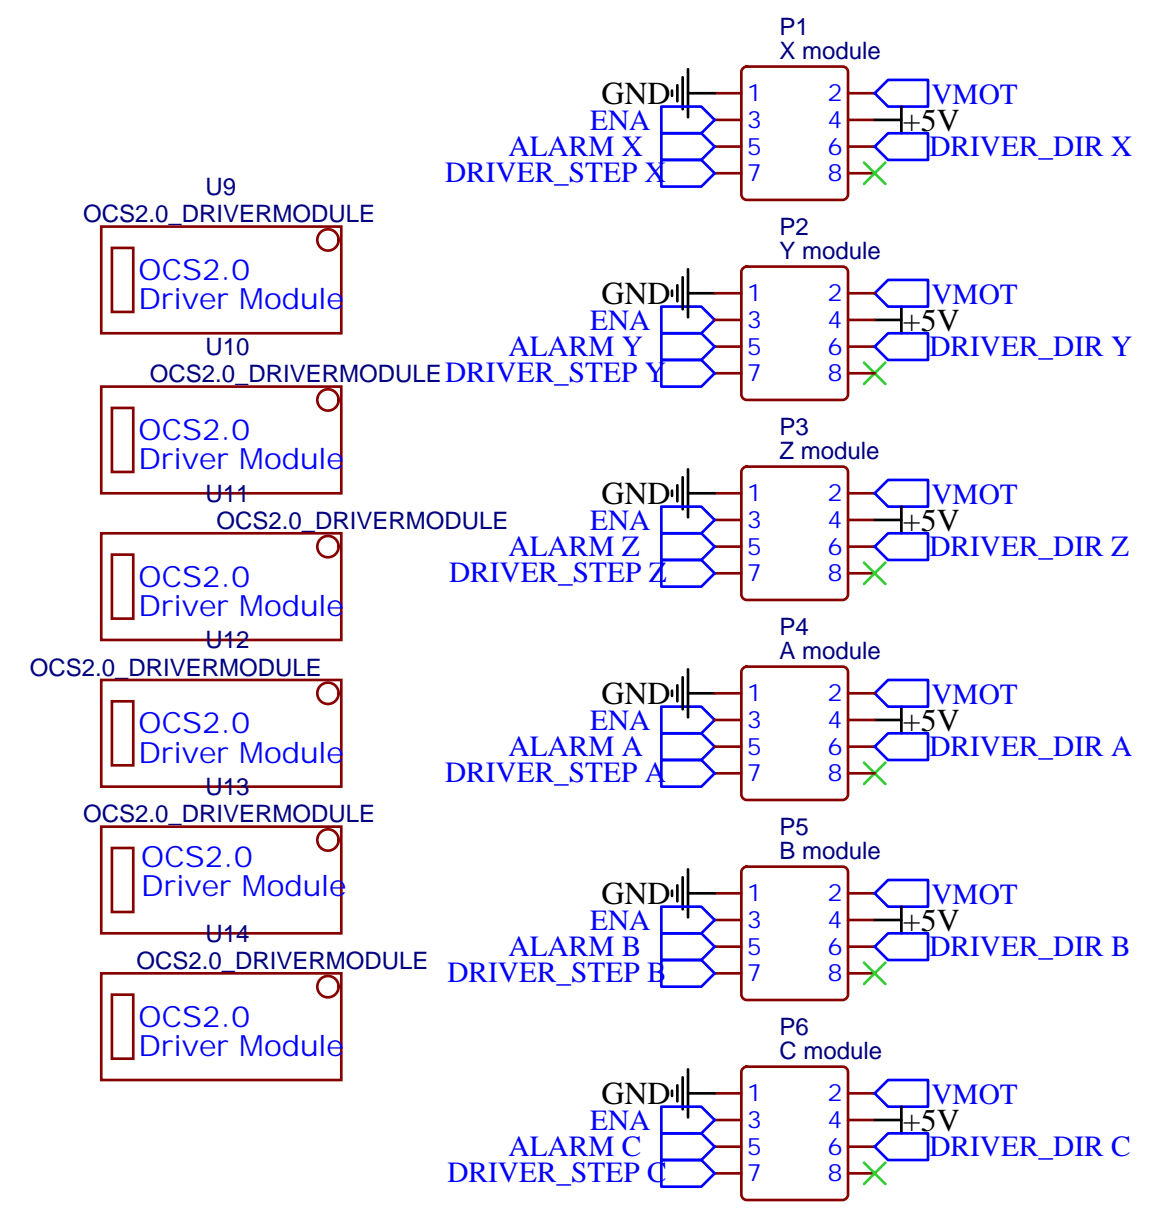 U9
OCS2.0_DRIVERMODULE
OCS2.0
Driver Module
U10
OCS2.0_DRIVERMODULE
OCS2.0
Driver Module
U11
OCS2.0_DRIVERMODULE
OCS2.0
Driver Module
U12
OCS2.0_DRIVERMODULE
OCS2.0
Driver Module
U13
OCS2.0_DRIVERMODULE
OCS2.0
Driver Module
U14
OCS2.0_DRIVERMODULE
OCS2.0
Driver Module
P1
X module
GND 1 2 VMOT
ENA 3 4 +5V
ALARM X 5 6 DRIVER_DIR X
DRIVER_STEP X 7 8
P2
Y module
GND 1 2 VMOT
ENA 3 4 +5V
ALARM Y 5 6 DRIVER_DIR Y
DRIVER_STEP Y 7 8
P3
Z module
GND 1 2 VMOT
ENA 3 4 +5V
ALARM Z 5 6 DRIVER_DIR Z
DRIVER_STEP Z 7 8
P4
A module
GND 1 2 VMOT
ENA 3 4 +5V
ALARM A 5 6 DRIVER_DIR A
DRIVER_STEP A 7 8
P5
B module
GND 1 2 VMOT
ENA 3 4 +5V
ALARM B 5 6 DRIVER_DIR B
DRIVER_STEP B 7 8
P6
C module
GND 1 2 VMOT
ENA 3 4 +5V
ALARM C 5 6 DRIVER_DIR C
DRIVER_STEP C 7 8